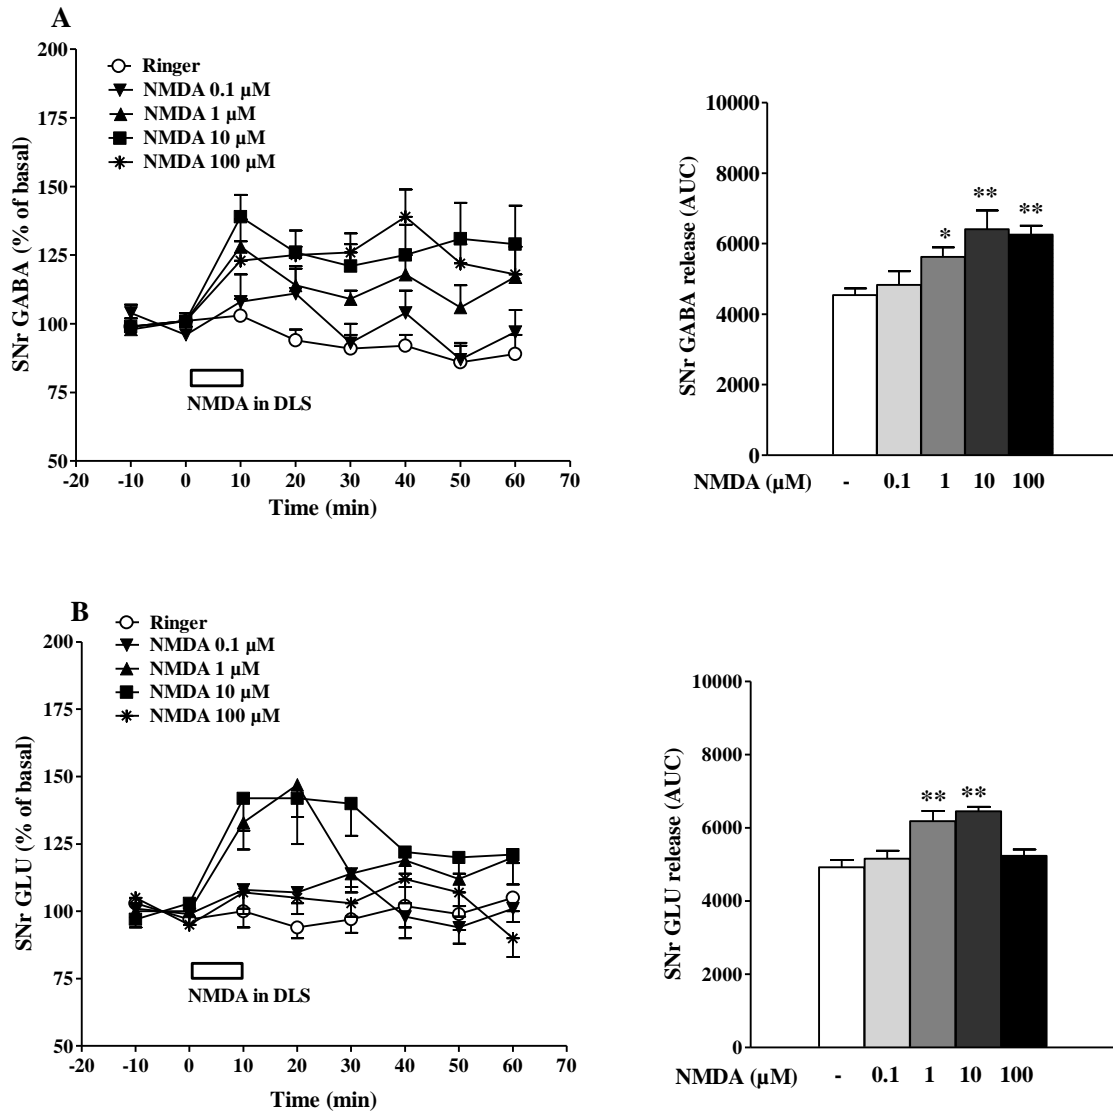 A
SNr GABA (% of basal)
200
175
150
125
100
75
50
Ringer
NMDA 0.1 µM
NMDA 1 µM
NMDA 10 µM
NMDA 100 µM
NMDA in DLS
-20 -10 0 10 20 30 40 50 60 70
Time (min)
SNr GABA release (AUC)
10000
8000
6000
4000
2000
0
*
**
**
NMDA (µM) - 0.1 1 10 100
B
SNr GLU (% of basal)
200
175
150
125
100
75
50
Ringer
NMDA 0.1 µM
NMDA 1 µM
NMDA 10 µM
NMDA 100 µM
NMDA in DLS
-20 -10 0 10 20 30 40 50 60 70
Time (min)
SNr GLU release (AUC)
10000
8000
6000
4000
2000
0
** **
NMDA (µM) - 0.1 1 10 100